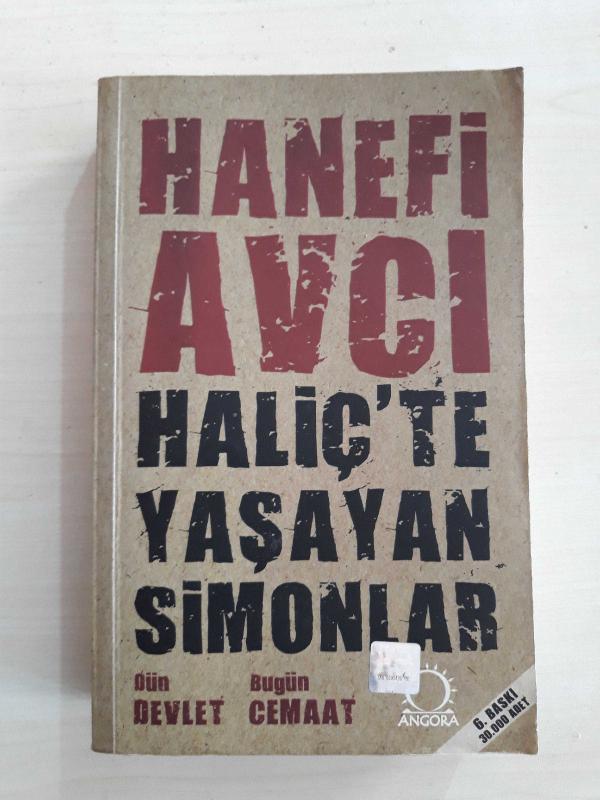 HANEFİ
AVCI
HALİÇ'TE
YAŞAYAN
SİMONLAR
Dün Bugün
DEVLET CEMAAT
ANGORA
6. BASKI
30.000 ADET